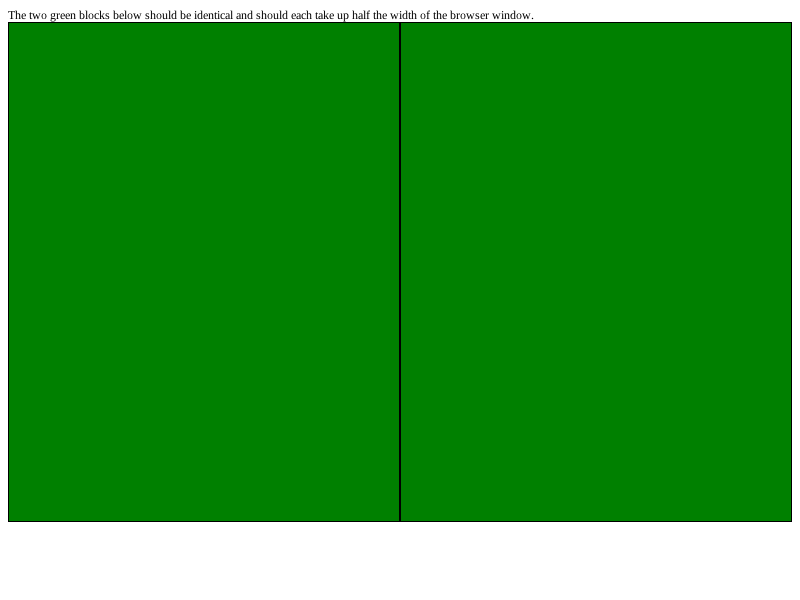 The two green blocks below should be identical and should each take up half the width of the browser window.